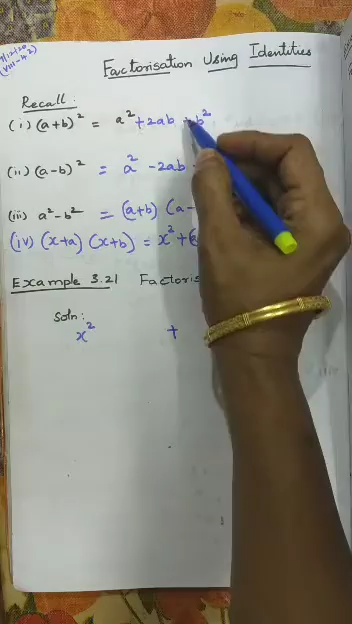 Factorisation Using Identities
Recall:
(i) (a+b)² = a² + 2ab + b²
(ii) (a-b)² = a² - 2ab
(iii) a² - b² = (a+b) (a-
(iv) (x+a) (x+b) = x² + (
Example 3.21 Factoris
Soln:
x² +